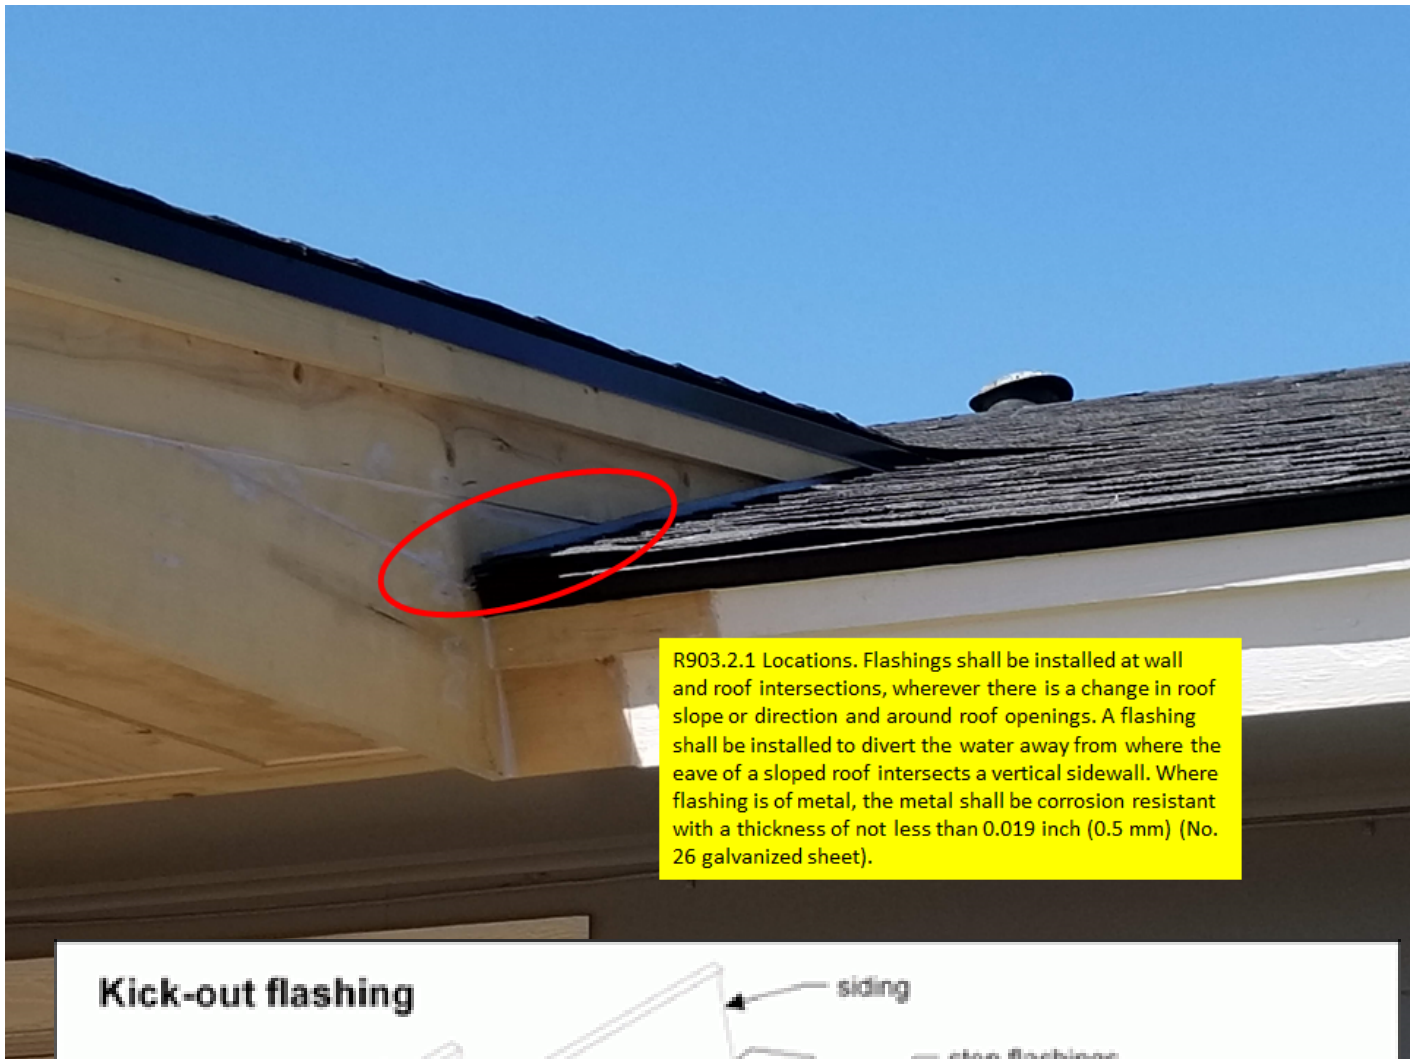 R903.2.1 Locations. Flashings shall be installed at wall
and roof intersections, wherever there is a change in roof
slope or direction and around roof openings. A flashing
shall be installed to divert the water away from where the
eave of a sloped roof intersects a vertical sidewall. Where
flashing is of metal, the metal shall be corrosion resistant
with a thickness of not less than 0.019 inch (0.5 mm) (No.
26 galvanized sheet).
Kick-out flashing
siding
step flashings